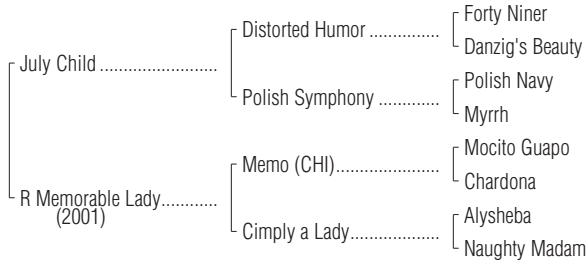 Forty Niner
Distorted Humor ...............
Danzig's Beauty
July Child .........................
Polish Navy
Polish Symphony .............
Myrrh
Mocito Guapo
Memo (CHI)......................
Chardona
R Memorable Lady............
(2001)
Alysheba
Cimply a Lady...................
Naughty Madam